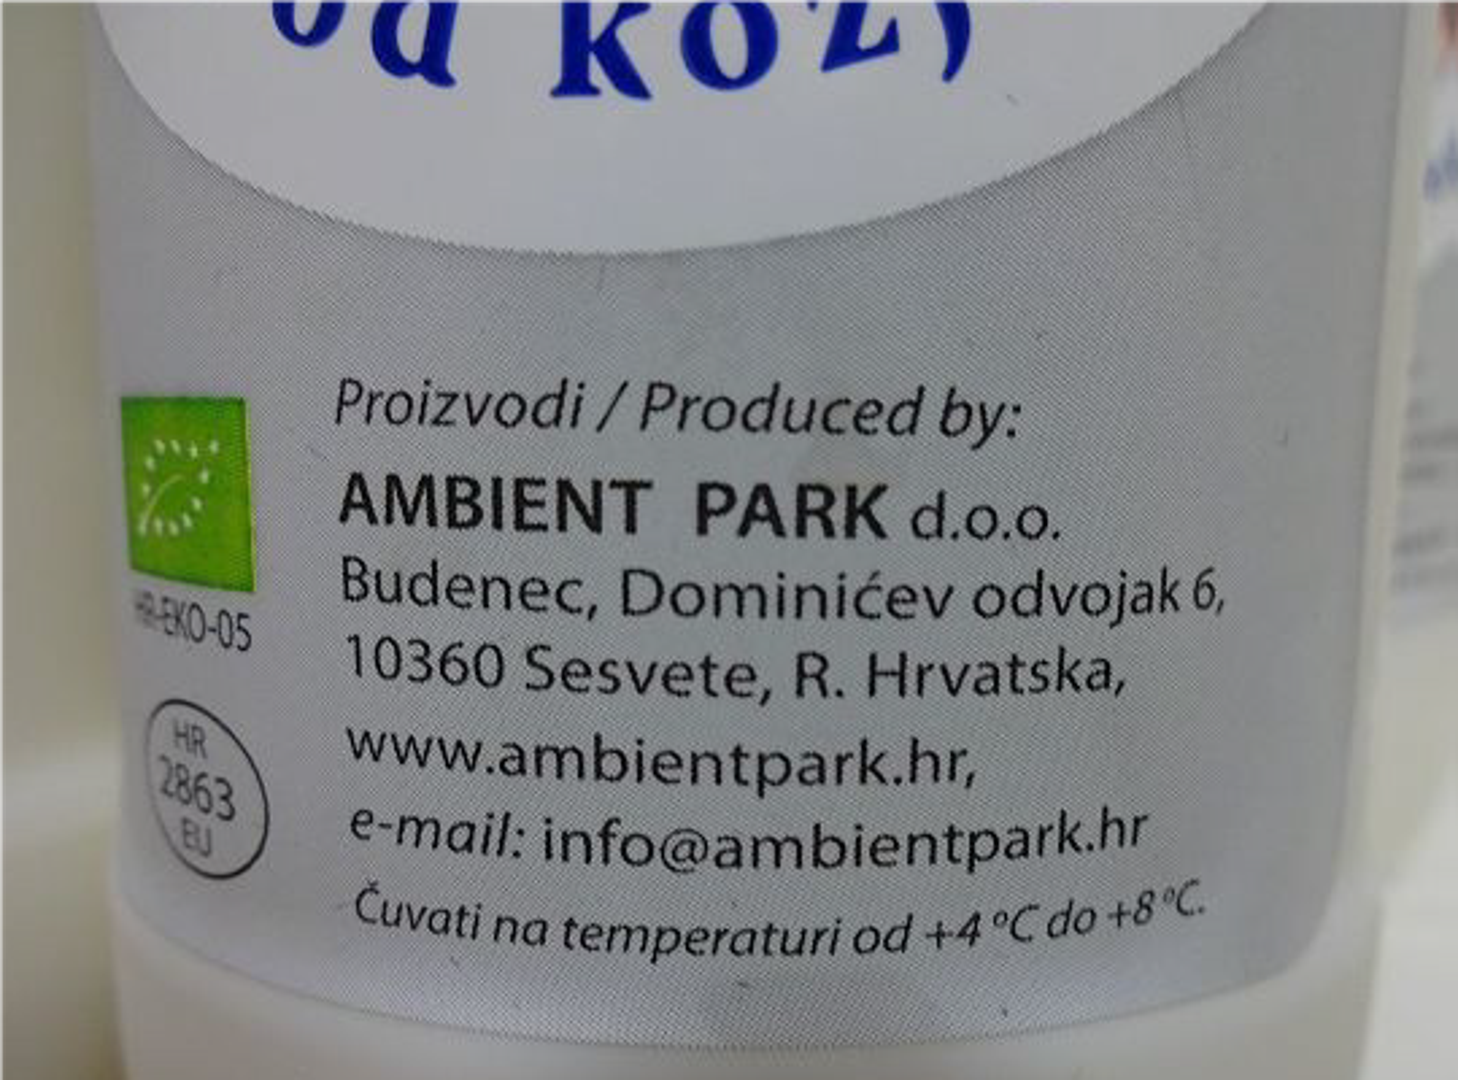 od kozj
Proizvodi / Produced by:
AMBIENT PARK d.o.o.
Budenec, Dominićev odvojak 6,
10360 Sesvete, R. Hrvatska,
www.ambientpark.hr,
e-mail: info@ambientpark.hr
Čuvati na temperaturi od +4 °C do +8 °C.
HR-EKO-05
HR
2863
EU